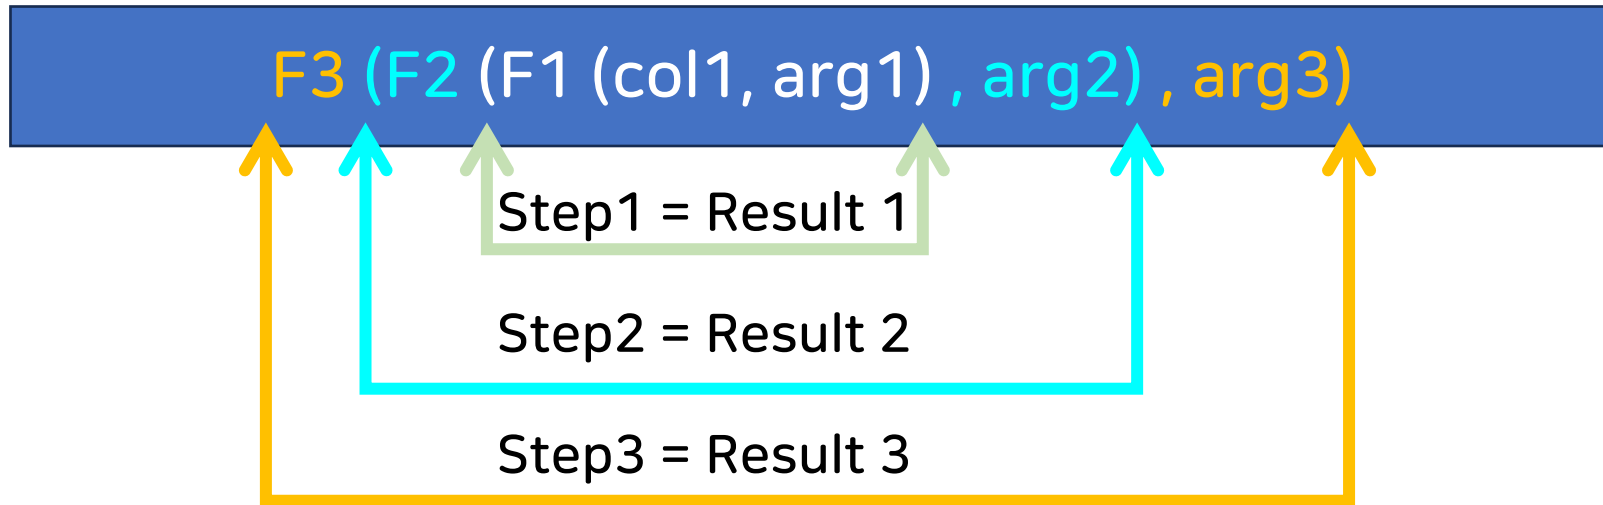 F3 (F2 (F1 (col1, arg1) , arg2) , arg3)
Step1 = Result 1
Step2 = Result 2
Step3 = Result 3